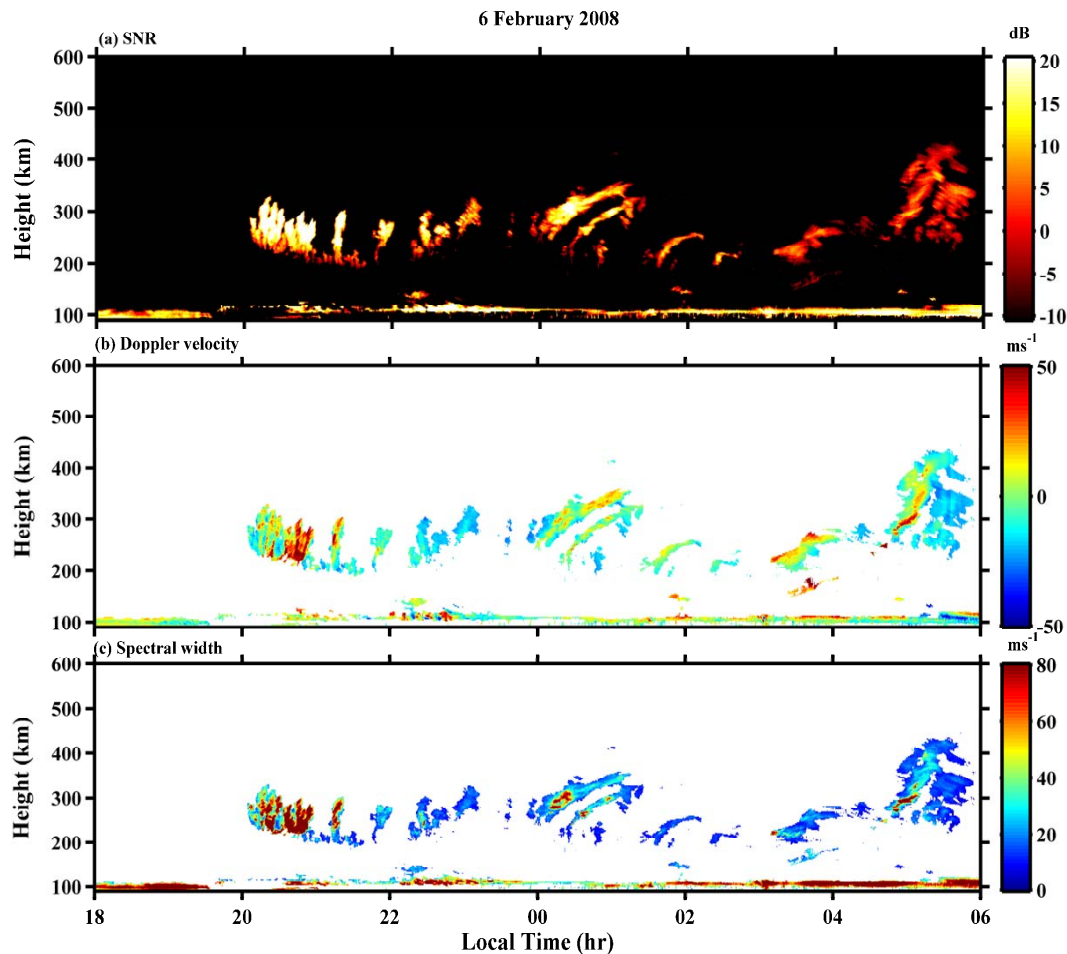 6 February 2008
(a) SNR
dB
Height (km)
600
500
400
300
200
100
20
15
10
5
0
-5
-10
(b) Doppler velocity
ms-1
Height (km)
600
500
400
300
200
100
50
0
-50
(c) Spectral width
ms-1
Height (km)
600
500
400
300
200
100
80
60
40
20
0
18 20 22 00 02 04 06
Local Time (hr)